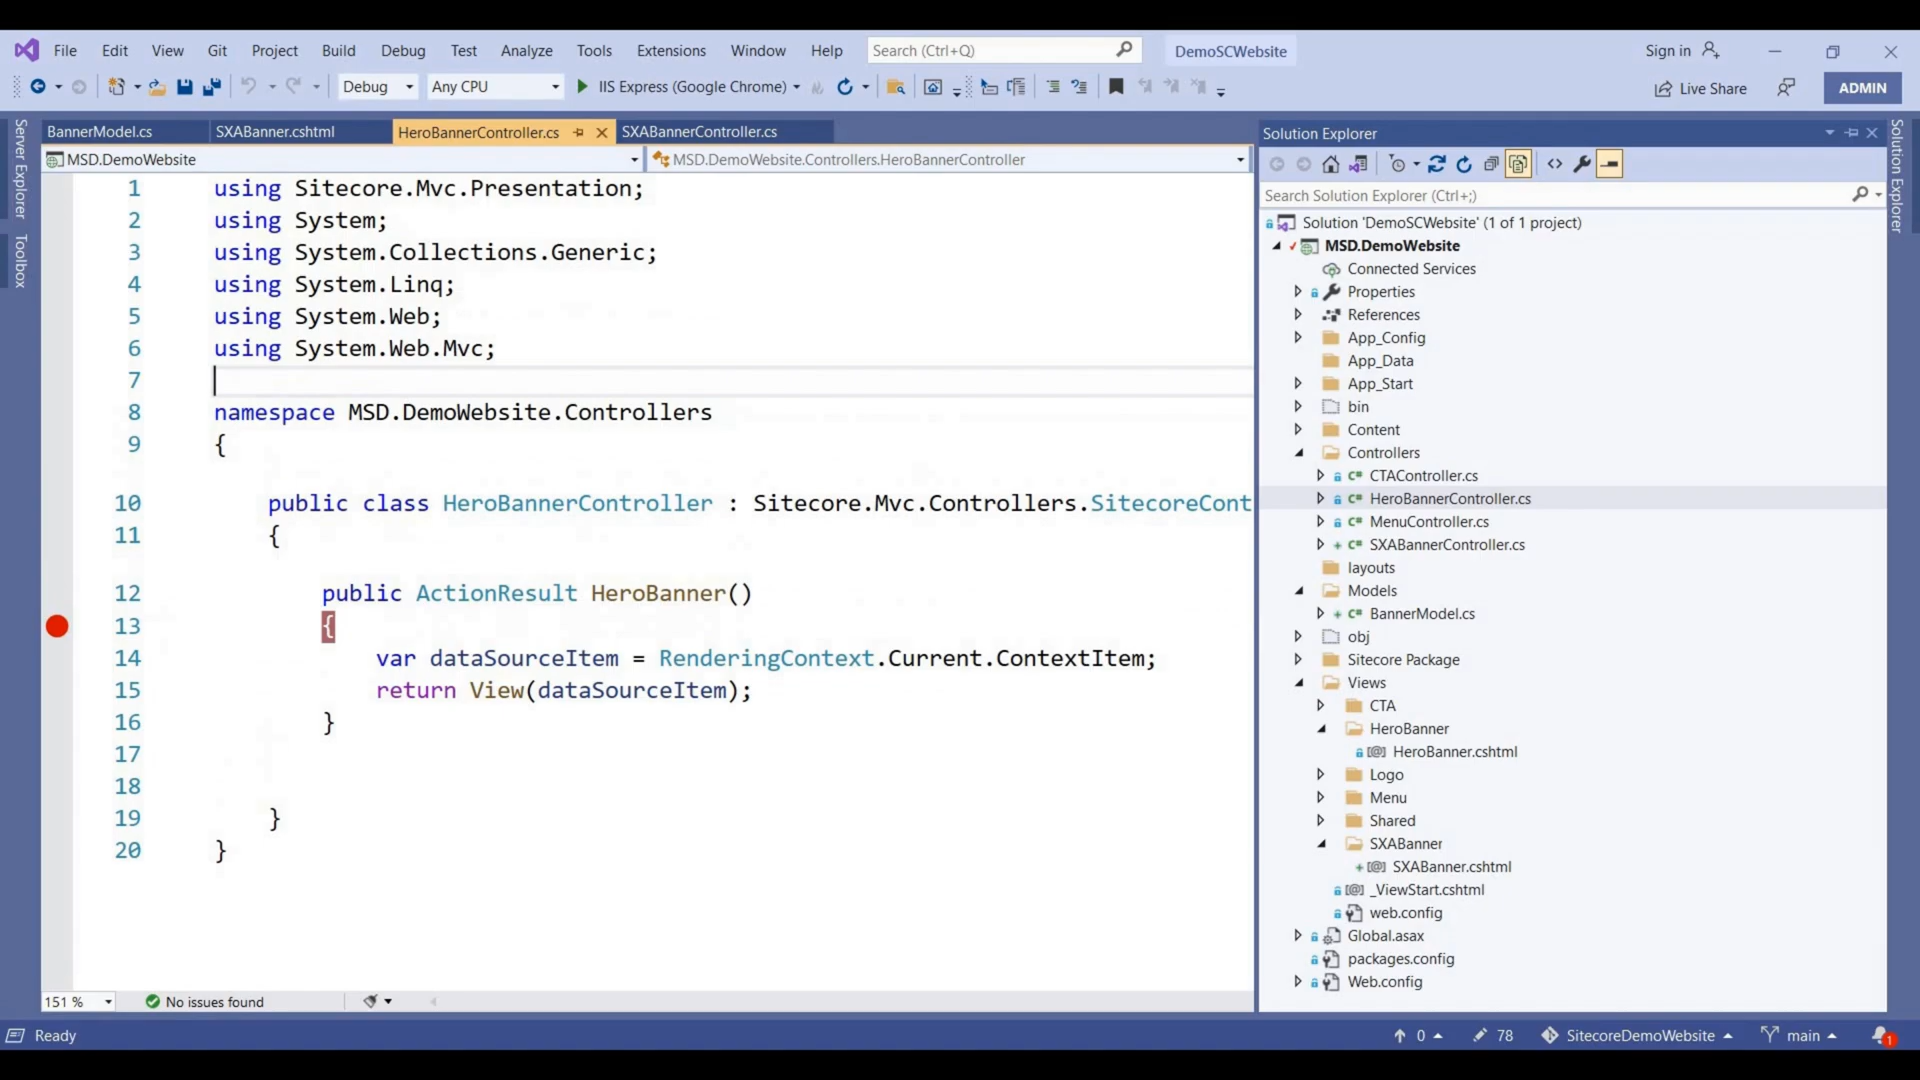 File Edit View Git Project Build Debug Test Analyze Tools Extensions Window Help Search (Ctrl+Q) DemoSCWebsite Sign in
Debug Any CPU IIS Express (Google Chrome) Live Share ADMIN
Server Explorer
Toolbox
BannerModel.cs SXABanner.cshtml HeroBannerController.cs SXABannerController.cs
MSD.DemoWebsite MSD.DemoWebsite.Controllers.HeroBannerController
1 using Sitecore.Mvc.Presentation;
2 using System;
3 using System.Collections.Generic;
4 using System.Linq;
5 using System.Web;
6 using System.Web.Mvc;
7
8 namespace MSD.DemoWebsite.Controllers
9 {
10 public class HeroBannerController : Sitecore.Mvc.Controllers.SitecoreCont
11 {
12 public ActionResult HeroBanner()
13 {
14 var dataSourceItem = RenderingContext.Current.ContextItem;
15 return View(dataSourceItem);
16 }
17
18
19 }
20 }
151 % No issues found
Solution Explorer
Search Solution Explorer (Ctrl+;)
Solution 'DemoSCWebsite' (1 of 1 project)
MSD.DemoWebsite
Connected Services
Properties
References
App_Config
App_Data
App_Start
bin
Content
Controllers
C# CTAController.cs
C# HeroBannerController.cs
C# MenuController.cs
C# SXABannerController.cs
layouts
Models
C# BannerModel.cs
obj
Sitecore Package
Views
CTA
HeroBanner
[@] HeroBanner.cshtml
Logo
Menu
Shared
SXABanner
[@] SXABanner.cshtml
[@] _ViewStart.cshtml
web.config
Global.asax
packages.config
Web.config
Solution Explorer
Ready 0 78 SitecoreDemoWebsite main 1